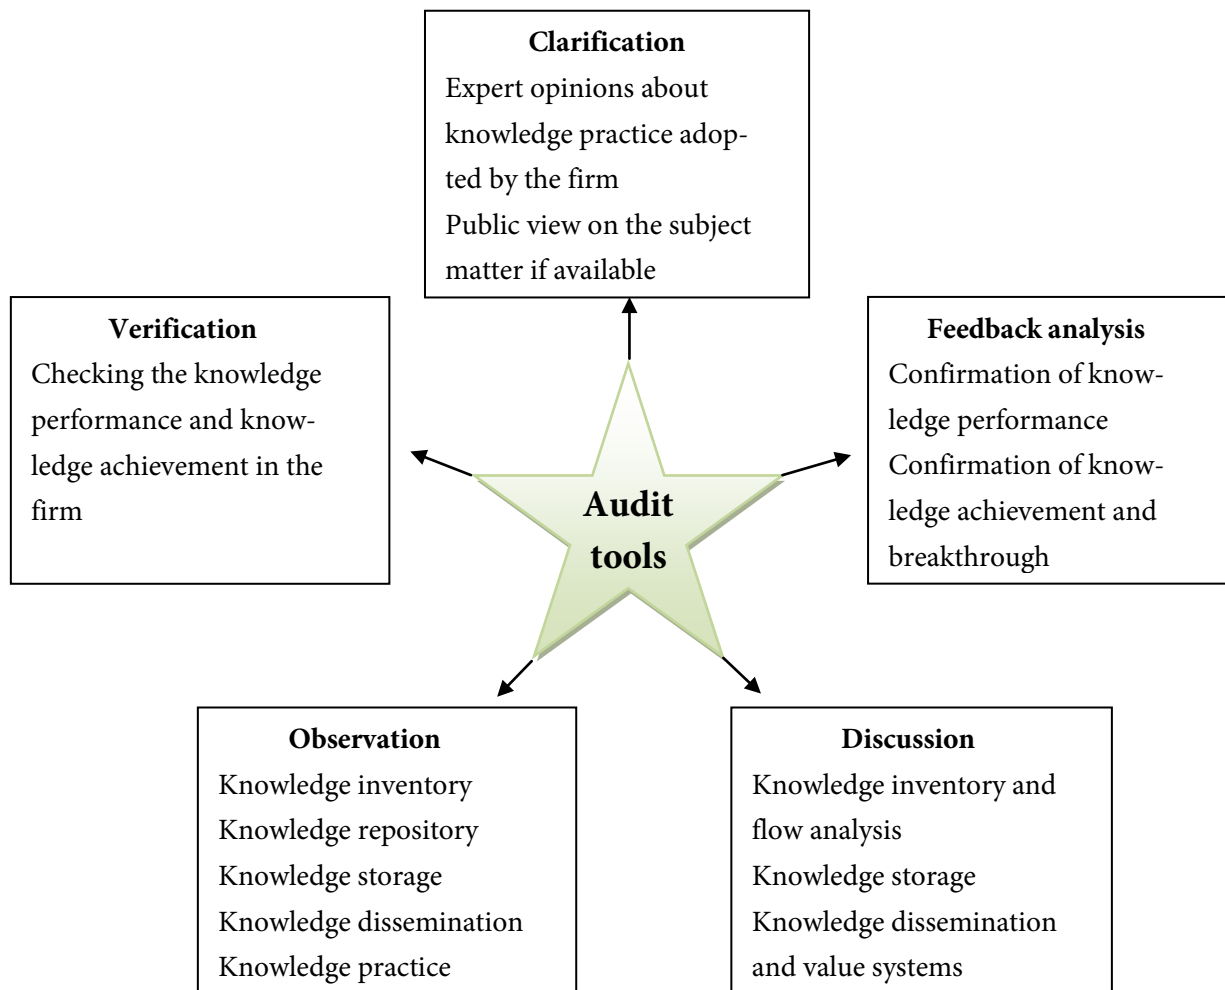 Clarification
Expert opinions about
knowledge practice adop-
ted by the firm
Public view on the subject
matter if available
Verification
Checking the knowledge
performance and know-
ledge achievement in the
firm
Feedback analysis
Confirmation of know-
ledge performance
Confirmation of know-
ledge achievement and
breakthrough
Audit
tools
Observation
Knowledge inventory
Knowledge repository
Knowledge storage
Knowledge dissemination
Knowledge practice
Discussion
Knowledge inventory and
flow analysis
Knowledge storage
Knowledge dissemination
and value systems